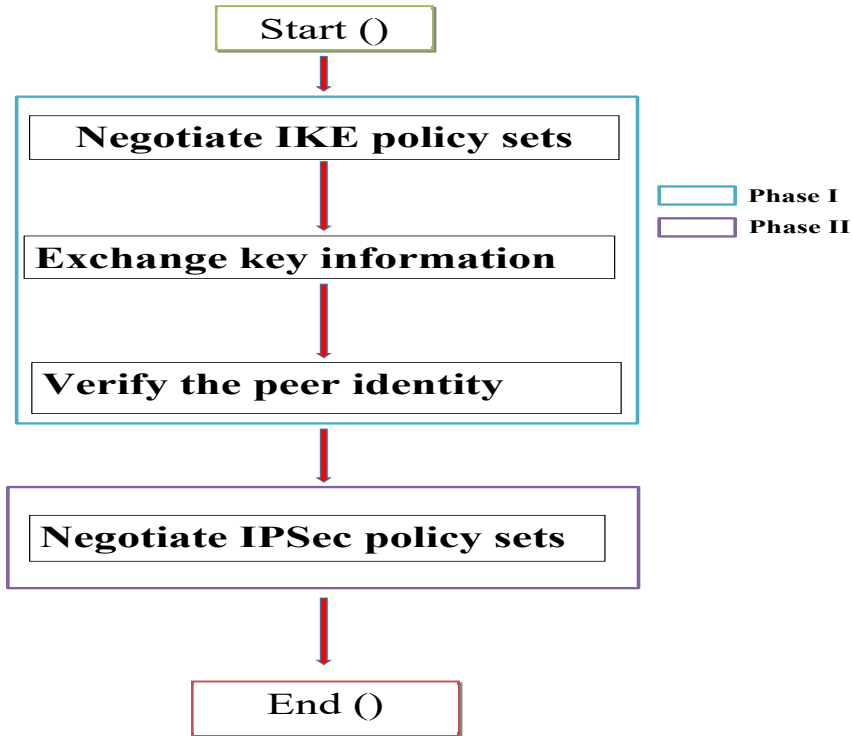 Start ()
Negotiate IKE policy sets
Exchange key information
Verify the peer identity
Negotiate IPSec policy sets
End ()
Phase I
Phase II